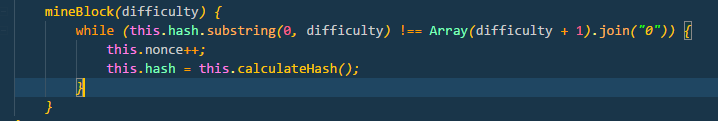 mineBlock(difficulty) {
while (this.hash.substring(0, difficulty) !== Array(difficulty + 1).join("0")) {
this.nonce++;
this.hash = this.calculateHash();
}
}